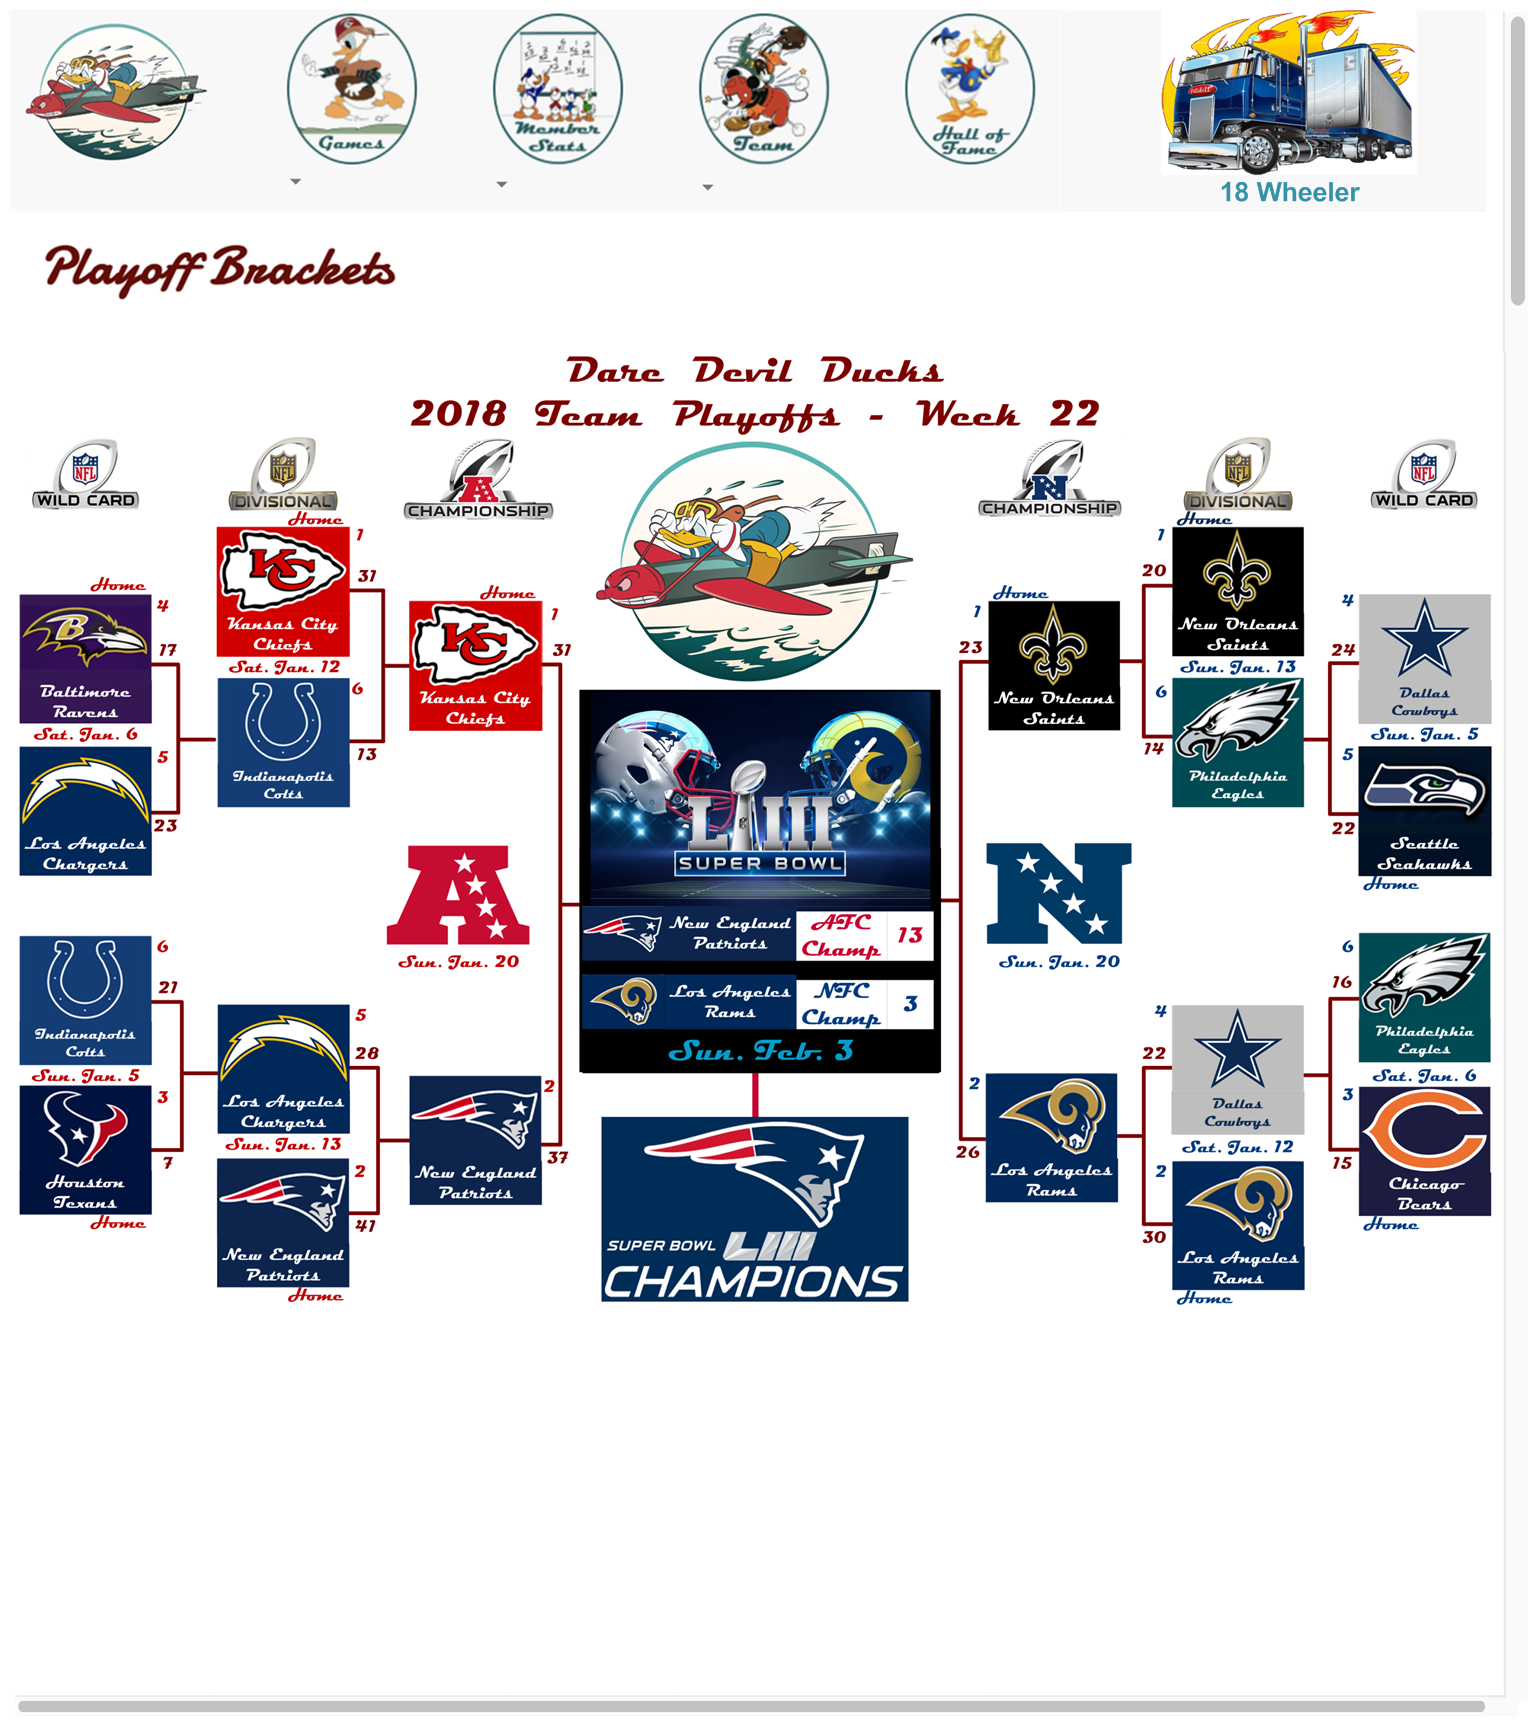 Games
Member
Stats
Team
Hall of
Fame
18 Wheeler
Playoff Brackets
Dare Devil Ducks
2018 Team Playoffs - Week 22
NFL
WILD CARD
NFL
DIVISIONAL
A
CHAMPIONSHIP
N
CHAMPIONSHIP
NFL
DIVISIONAL
NFL
WILD CARD
Home
4
B
17
Baltimore
Ravens
Sat. Jan. 6
5
23
Los Angeles
Chargers
6
21
Indianapolis
Colts
Sun. Jan. 5
3
7
Houston
Texans
Home
Home
1
KC
31
Kansas City
Chiefs
Sat. Jan. 12
6
13
Indianapolis
Colts
5
28
Los Angeles
Chargers
Sun. Jan. 13
2
41
New England
Patriots
Home
Home
1
KC
31
Kansas City
Chiefs
A
Sun. Jan. 20
2
37
New England
Patriots
LIII
SUPER BOWL
New England
Patriots
AFC
Champ
13
Los Angeles
Rams
NFC
Champ
3
Sun. Feb. 3
SUPER BOWL LIII
CHAMPIONS
Home
1
23
New Orleans
Saints
N
Sun. Jan. 20
2
26
Los Angeles
Rams
Home
1
20
New Orleans
Saints
Sun. Jan. 13
6
14
Philadelphia
Eagles
4
22
Dallas
Cowboys
Sat. Jan. 12
2
30
Los Angeles
Rams
Home
4
24
Dallas
Cowboys
Sun. Jan. 5
5
22
Seattle
Seahawks
Home
6
16
Philadelphia
Eagles
Sat. Jan. 6
3
15
C
Chicago
Bears
Home